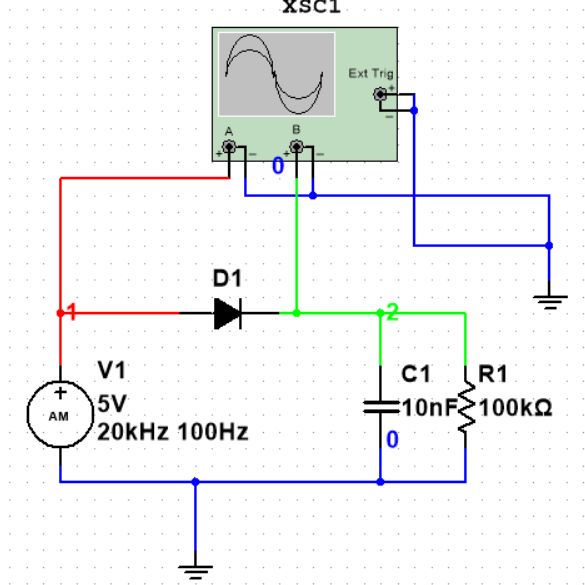 XSC1
Ext Trig
+
−
A
B
+
−
+
−
0
D1
1
2
V1
+
AM
5V
20kHz 100Hz
C1
10nF
R1
100kΩ
0